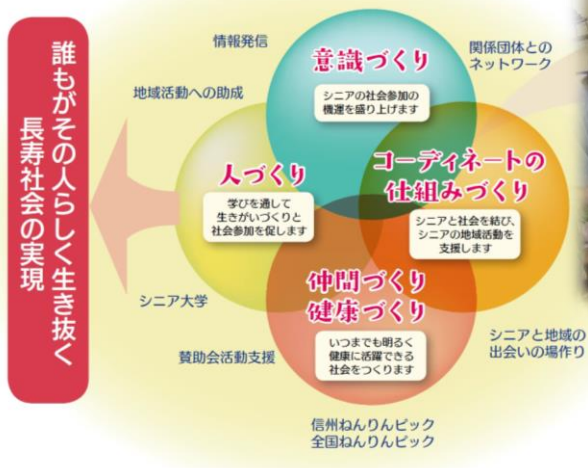 誰もがその人らしく生き抜く
長寿社会の実現
情報発信
意識づくり
シニアの社会参加の
機運を盛り上げます
関係団体との
ネットワーク
地域活動への助成
人づくり
学びを通して
生きがいづくりと
社会参加を促します
コーディネートの
仕組みづくり
シニアと社会を結び、
シニアの地域活動を
支援します
仲間づくり
健康づくり
いつまでも明るく
健康に活躍できる
社会をつくります
シニア大学
賛助会活動支援
シニアと地域の
出会いの場作り
信州ねんりんピック
全国ねんりんピック